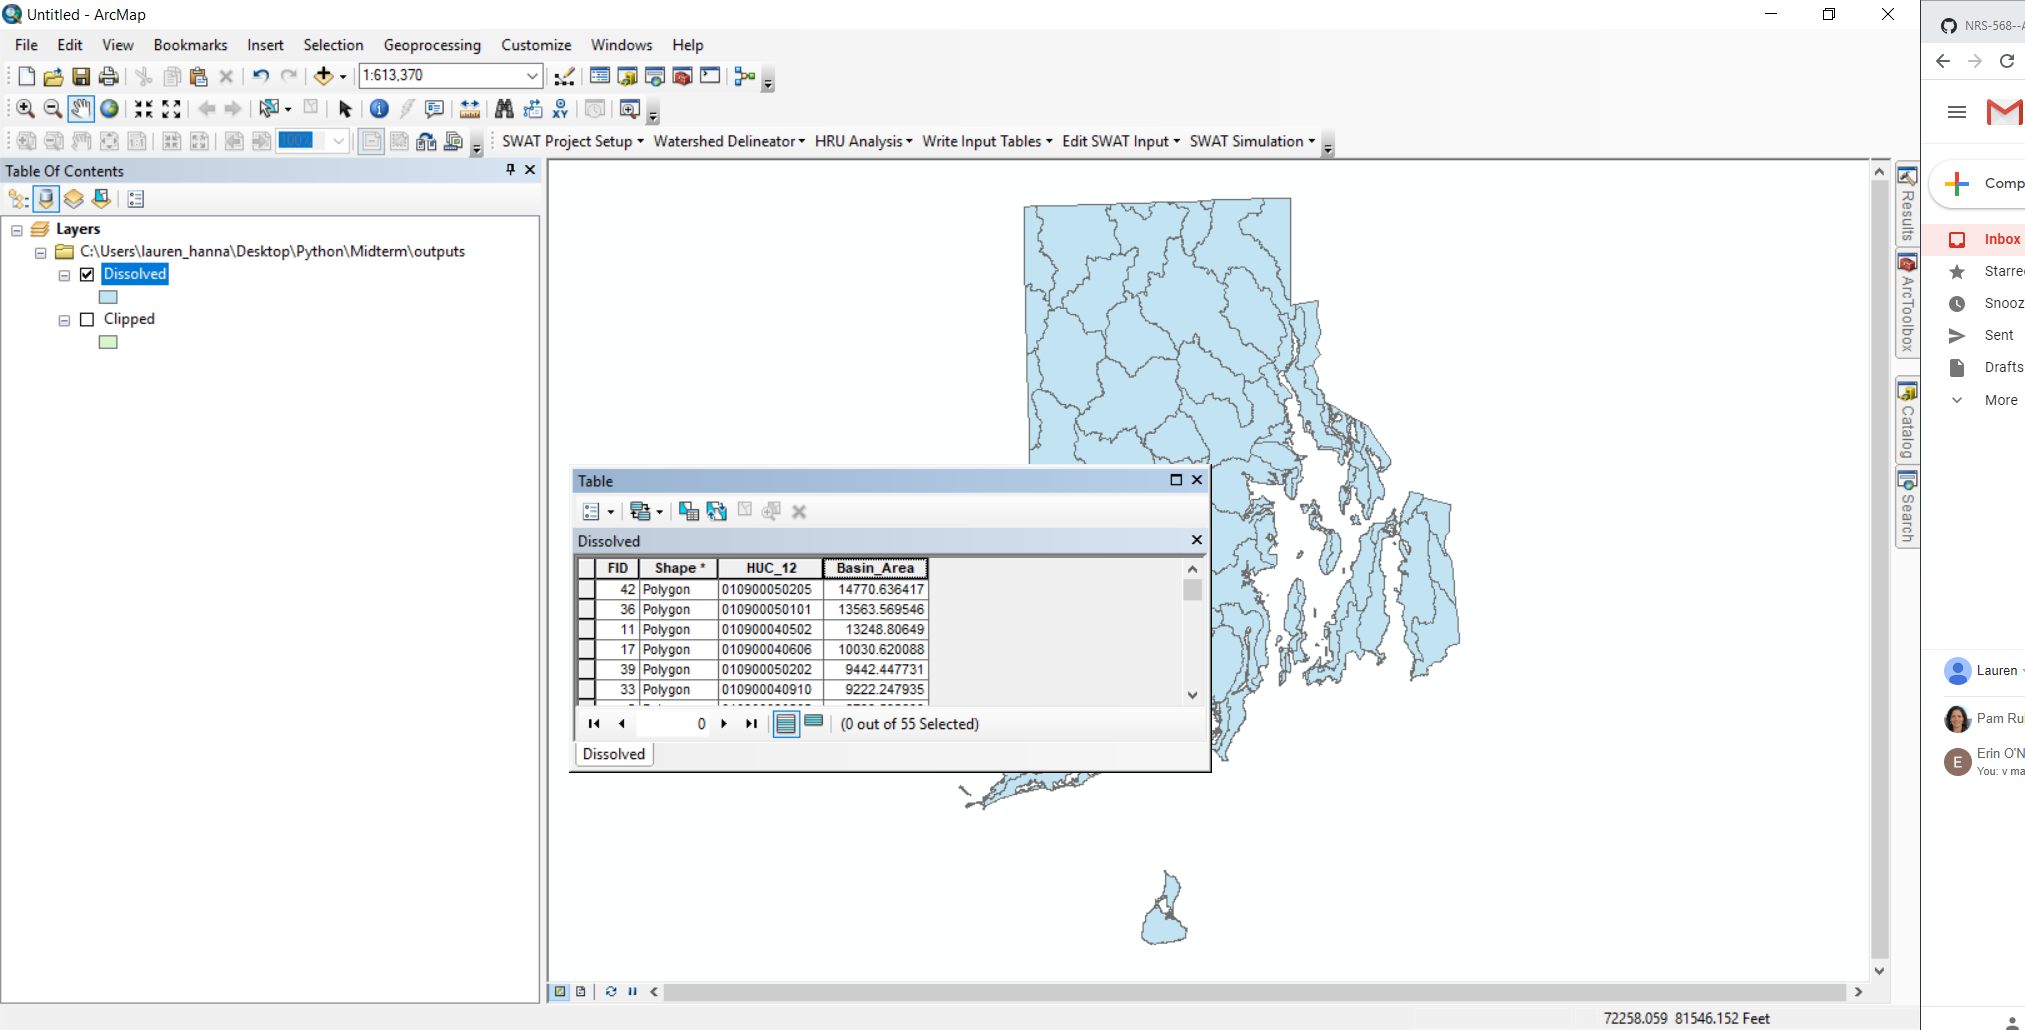 Untitled - ArcMap
File Edit View Bookmarks Insert Selection Geoprocessing Customize Windows Help
1:613,370
100%
SWAT Project Setup Watershed Delineator HRU Analysis Write Input Tables Edit SWAT Input SWAT Simulation
Table Of Contents
Layers
C:\Users\lauren_hanna\Desktop\Python\Midterm\outputs
Dissolved
Clipped
Table
Dissolved
FID Shape * HUC_12 Basin_Area
42 Polygon 010900050205 14770.636417
36 Polygon 010900050101 13563.569546
11 Polygon 010900040502 13248.80649
17 Polygon 010900040606 10030.620088
39 Polygon 010900050202 9442.447731
33 Polygon 010900040910 9222.247935
0 (0 out of 55 Selected)
Dissolved
Results
ArcToolbox
Catalog
Search
72258.059 81546.152 Feet
NRS-568--
Comp
Inbox
Starre
Snooz
Sent
Drafts
More
Lauren
Pam Ru
E Erin O'N
You: v ma